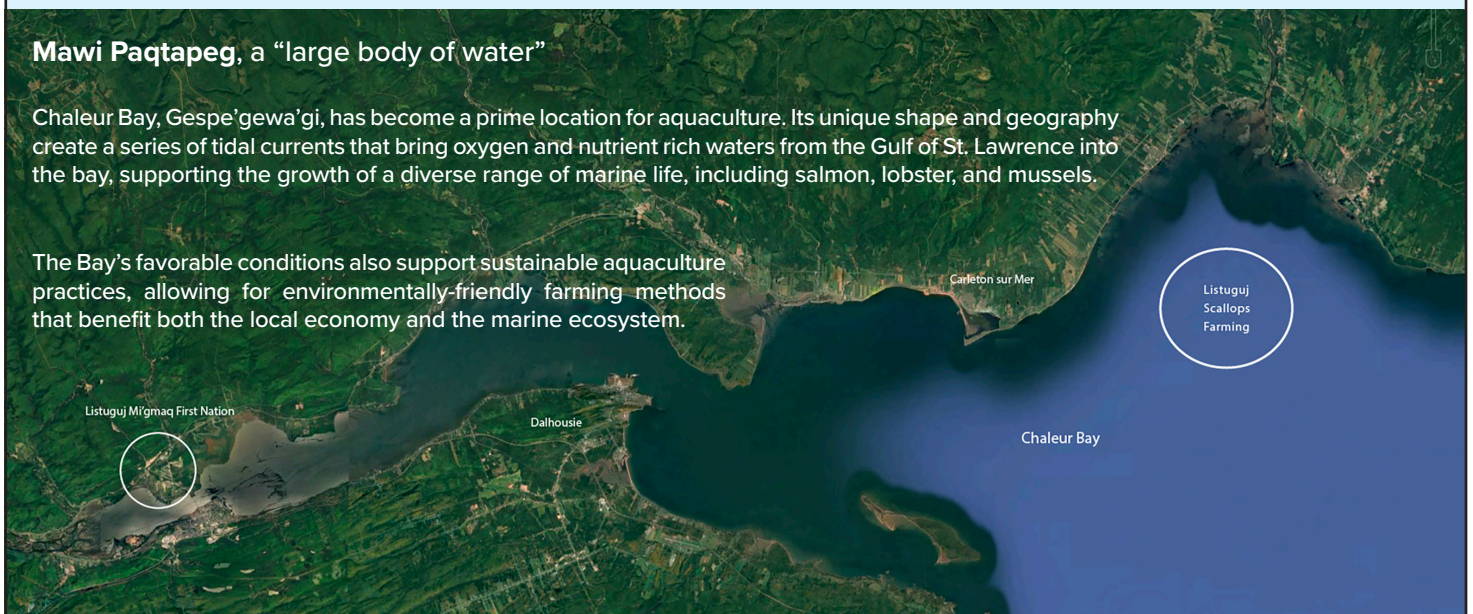 Mawi Paqtapeg, a “large body of water”
Chaleur Bay, Gespe’gewa’gi, has become a prime location for aquaculture. Its unique shape and geography
create a series of tidal currents that bring oxygen and nutrient rich waters from the Gulf of St. Lawrence into
the bay, supporting the growth of a diverse range of marine life, including salmon, lobster, and mussels.
The Bay’s favorable conditions also support sustainable aquaculture
practices, allowing for environmentally-friendly farming methods
that benefit both the local economy and the marine ecosystem.
Carleton sur Mer
Listuguj
Scallops
Farming
Listuguj Mi’gmaq First Nation
Dalhousie
Chaleur Bay